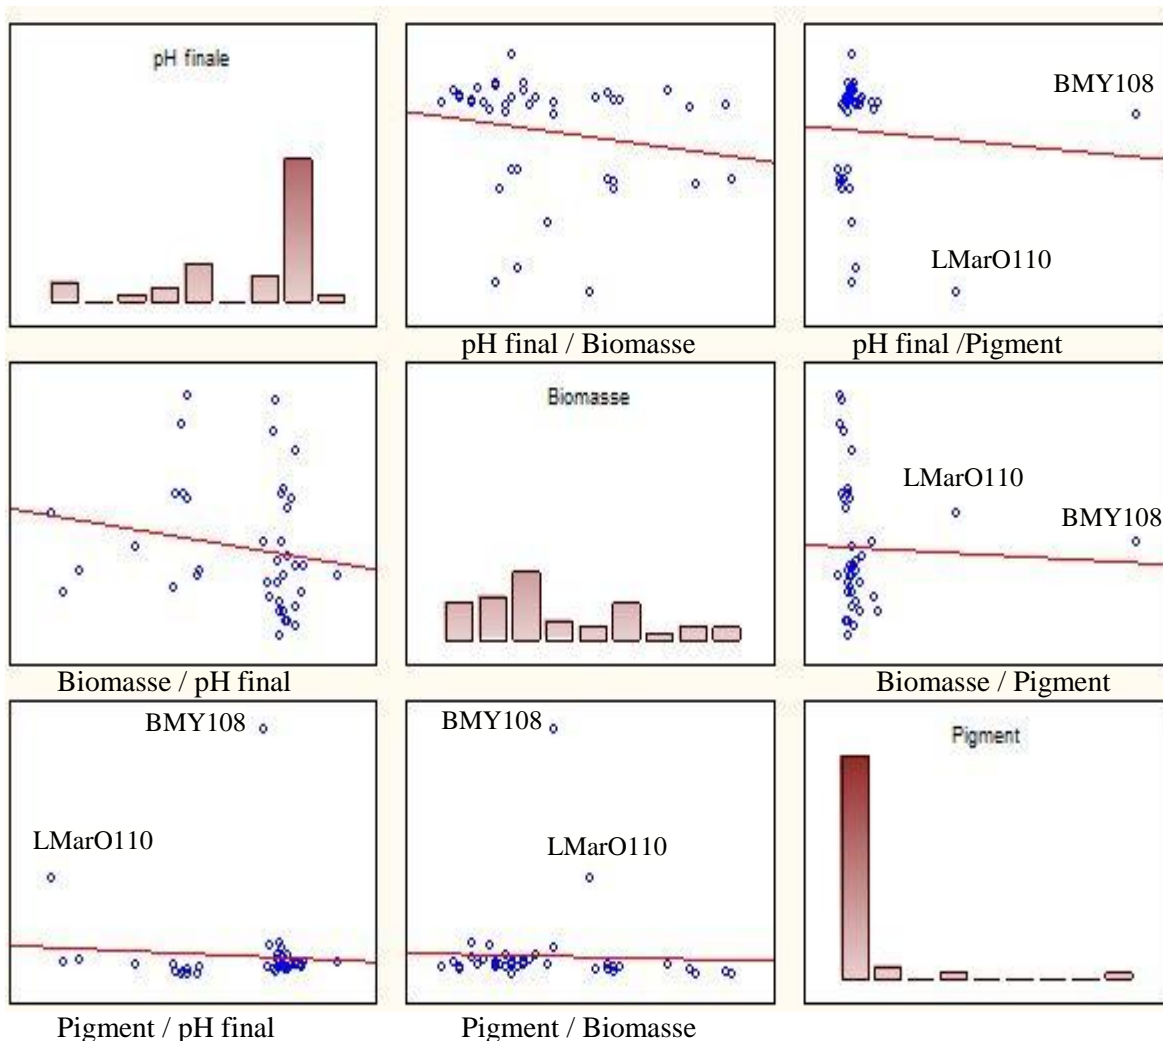 pH finale
BMY108
LMarO110
pH final / Biomasse
pH final /Pigment
Biomasse
LMarO110
BMY108
Biomasse / pH final
Biomasse / Pigment
BMY108
LMarO110
BMY108
LMarO110
Pigment
Pigment / pH final
Pigment / Biomasse